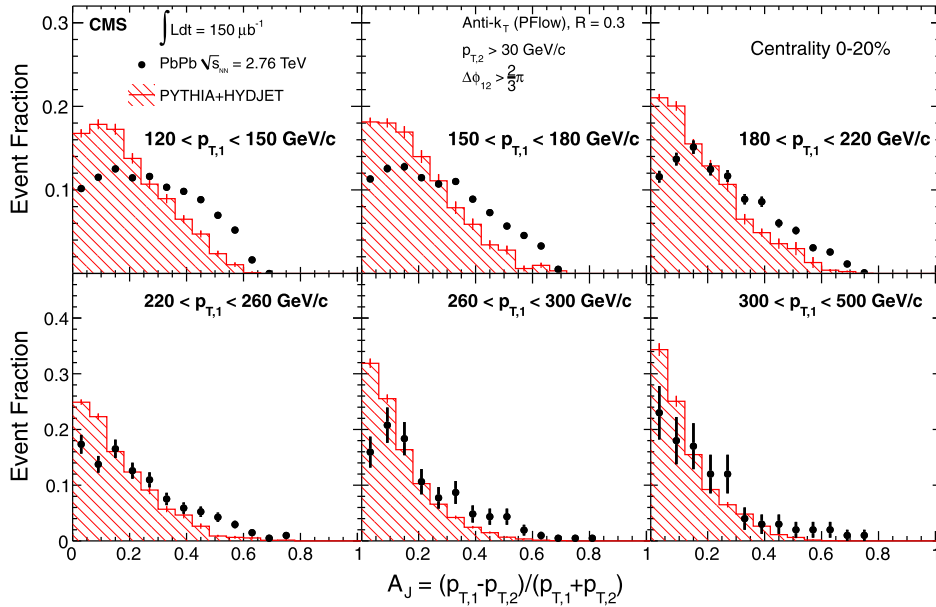 CMS
∫Ldt = 150 μb⁻¹
PbPb √s_NN = 2.76 TeV
PYTHIA+HYDJET
120 < p_T,1 < 150 GeV/c
Anti-k_T (PFlow), R = 0.3
p_T,2 > 30 GeV/c
Δϕ_12 > 2/3 π
150 < p_T,1 < 180 GeV/c
Centrality 0-20%
180 < p_T,1 < 220 GeV/c
Event Fraction
0.3
0.2
0.1
220 < p_T,1 < 260 GeV/c
260 < p_T,1 < 300 GeV/c
300 < p_T,1 < 500 GeV/c
Event Fraction
0.4
0.3
0.2
0.1
0
0 0.2 0.4 0.6 0.8 1 0.2 0.4 0.6 0.8 1 0.2 0.4 0.6 0.8 1
A_J = (p_T,1-p_T,2)/(p_T,1+p_T,2)